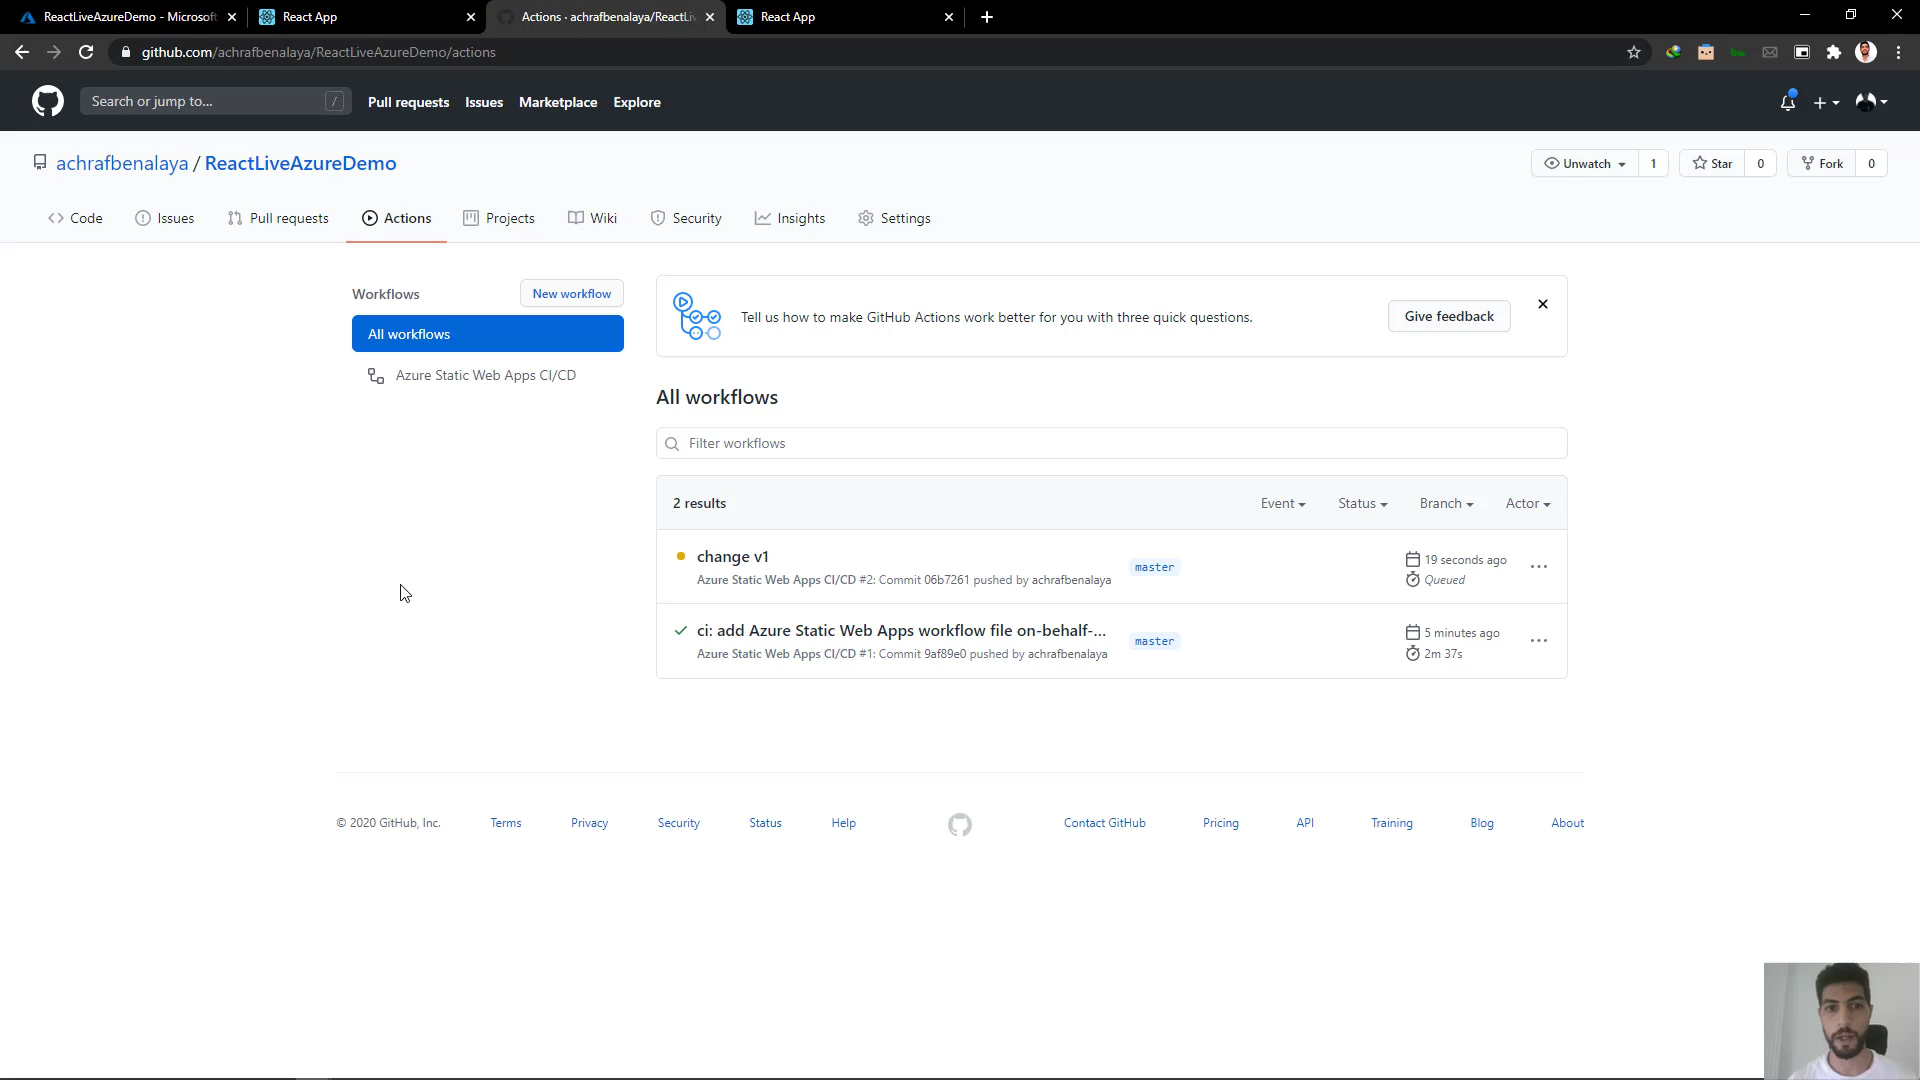 ReactLiveAzureDemo - Microsoft
React App
Actions · achrafbenalaya/ReactLiv
React App
github.com/achrafbenalaya/ReactLiveAzureDemo/actions
Search or jump to...
/
Pull requests
Issues
Marketplace
Explore
achrafbenalaya / ReactLiveAzureDemo
Unwatch
1
Star
0
Fork
0
Code
Issues
Pull requests
Actions
Projects
Wiki
Security
Insights
Settings
Workflows
New workflow
All workflows
Azure Static Web Apps CI/CD
Tell us how to make GitHub Actions work better for you with three quick questions.
Give feedback
All workflows
Filter workflows
2 results
Event
Status
Branch
Actor
change v1
Azure Static Web Apps CI/CD #2: Commit 06b7261 pushed by achrafbenalaya
master
19 seconds ago
Queued
ci: add Azure Static Web Apps workflow file on-behalf-...
Azure Static Web Apps CI/CD #1: Commit 9af89e0 pushed by achrafbenalaya
master
5 minutes ago
2m 37s
© 2020 GitHub, Inc.
Terms
Privacy
Security
Status
Help
Contact GitHub
Pricing
API
Training
Blog
About